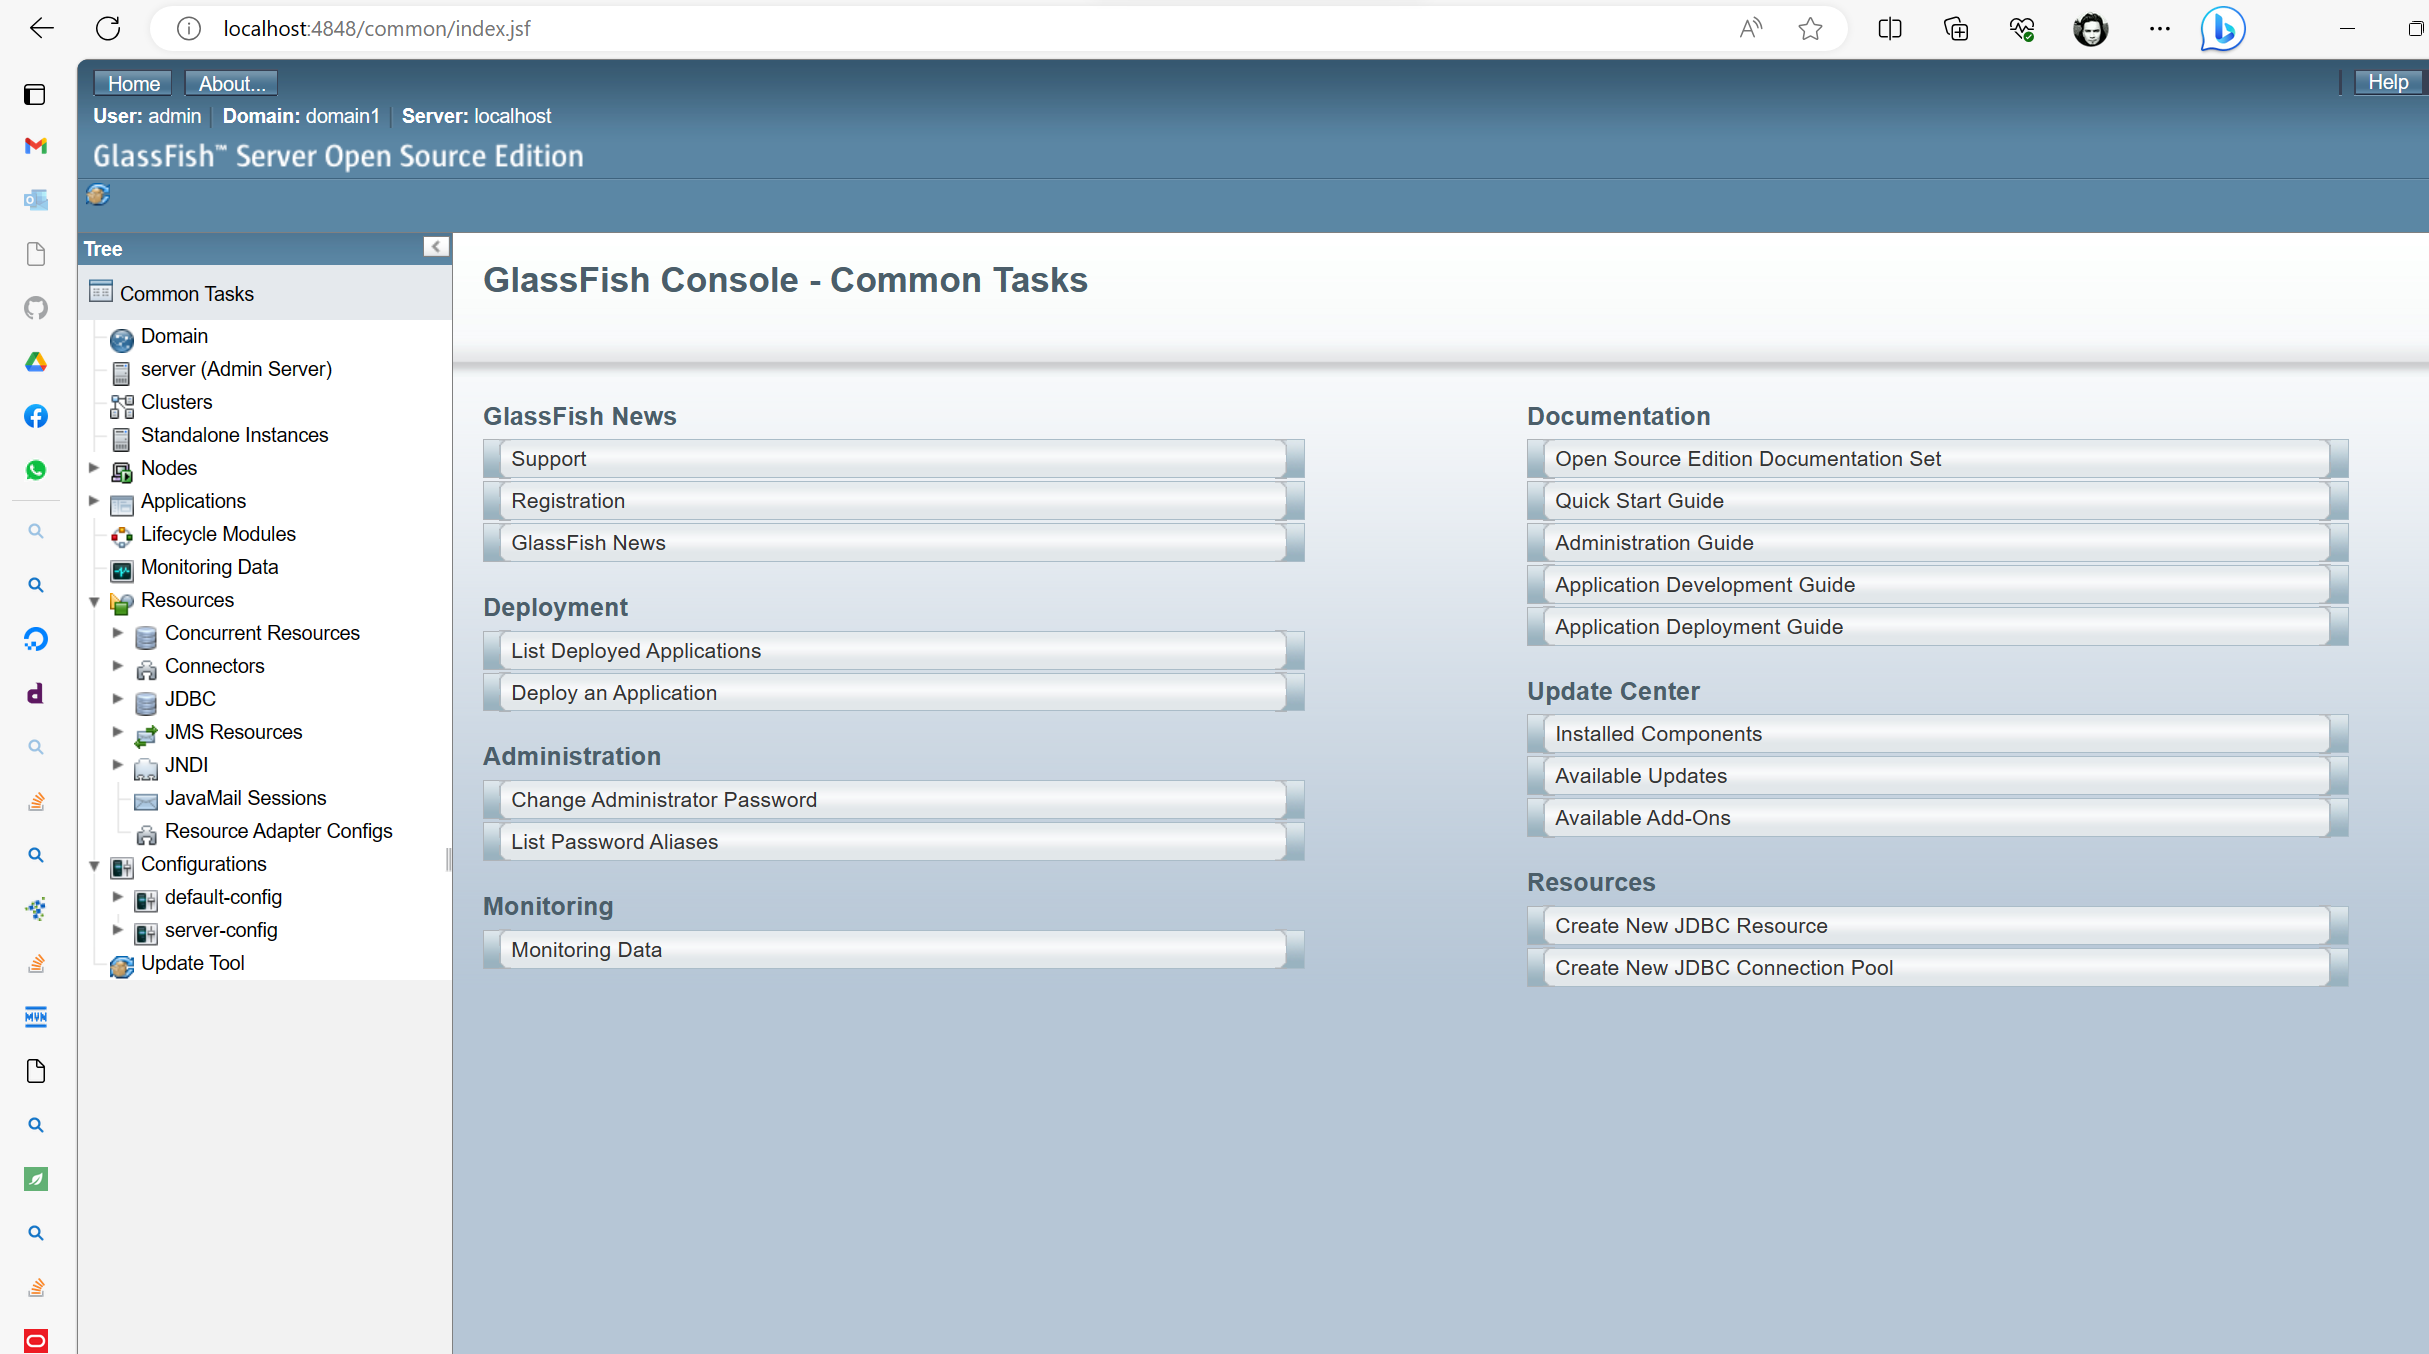 localhost:4848/common/index.jsf
Home About... Help
User: admin Domain: domain1 Server: localhost
GlassFish™ Server Open Source Edition
Tree
Common Tasks
Domain
server (Admin Server)
Clusters
Standalone Instances
Nodes
Applications
Lifecycle Modules
Monitoring Data
Resources
Concurrent Resources
Connectors
JDBC
JMS Resources
JNDI
JavaMail Sessions
Resource Adapter Configs
Configurations
default-config
server-config
Update Tool
GlassFish Console - Common Tasks
GlassFish News
Support
Registration
GlassFish News
Deployment
List Deployed Applications
Deploy an Application
Administration
Change Administrator Password
List Password Aliases
Monitoring
Monitoring Data
Documentation
Open Source Edition Documentation Set
Quick Start Guide
Administration Guide
Application Development Guide
Application Deployment Guide
Update Center
Installed Components
Available Updates
Available Add-Ons
Resources
Create New JDBC Resource
Create New JDBC Connection Pool
MVN